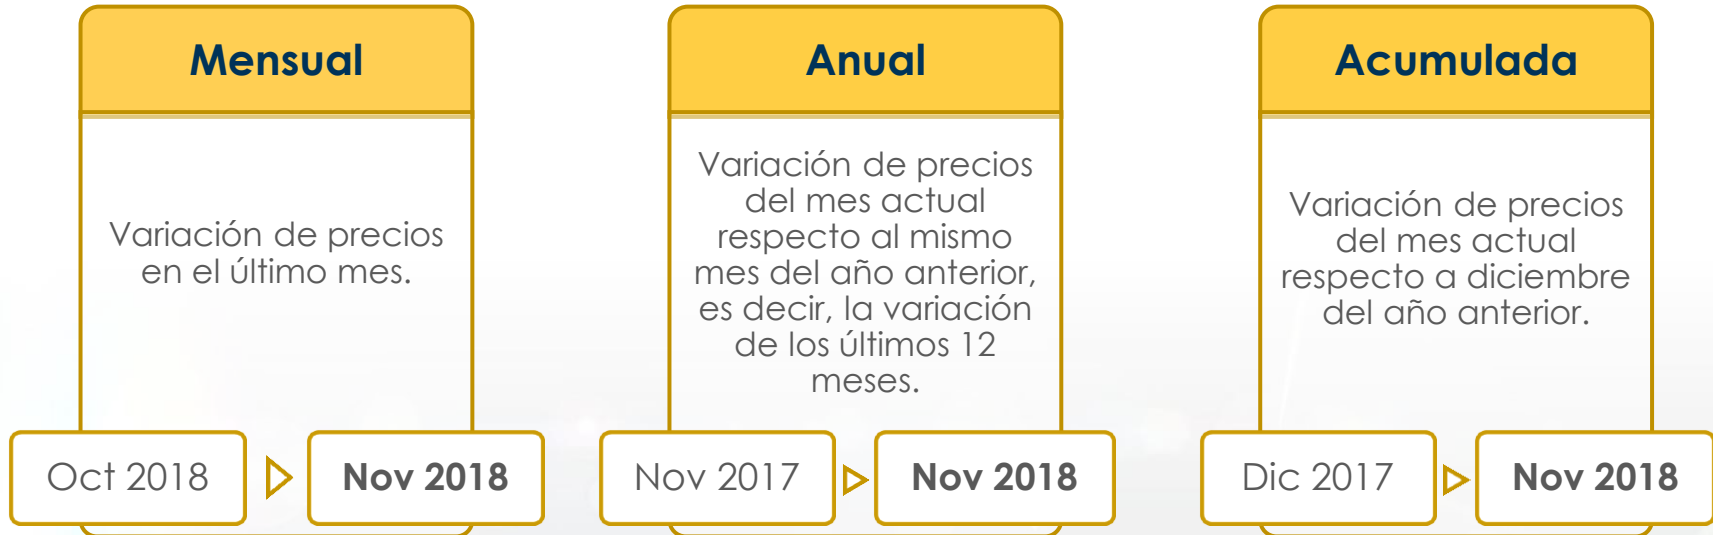 Mensual
Variación de precios
en el último mes.
Oct 2018
Nov 2018
Anual
Variación de precios
del mes actual
respecto al mismo
mes del año anterior,
es decir, la variación
de los últimos 12
meses.
Nov 2017
Nov 2018
Acumulada
Variación de precios
del mes actual
respecto a diciembre
del año anterior.
Dic 2017
Nov 2018